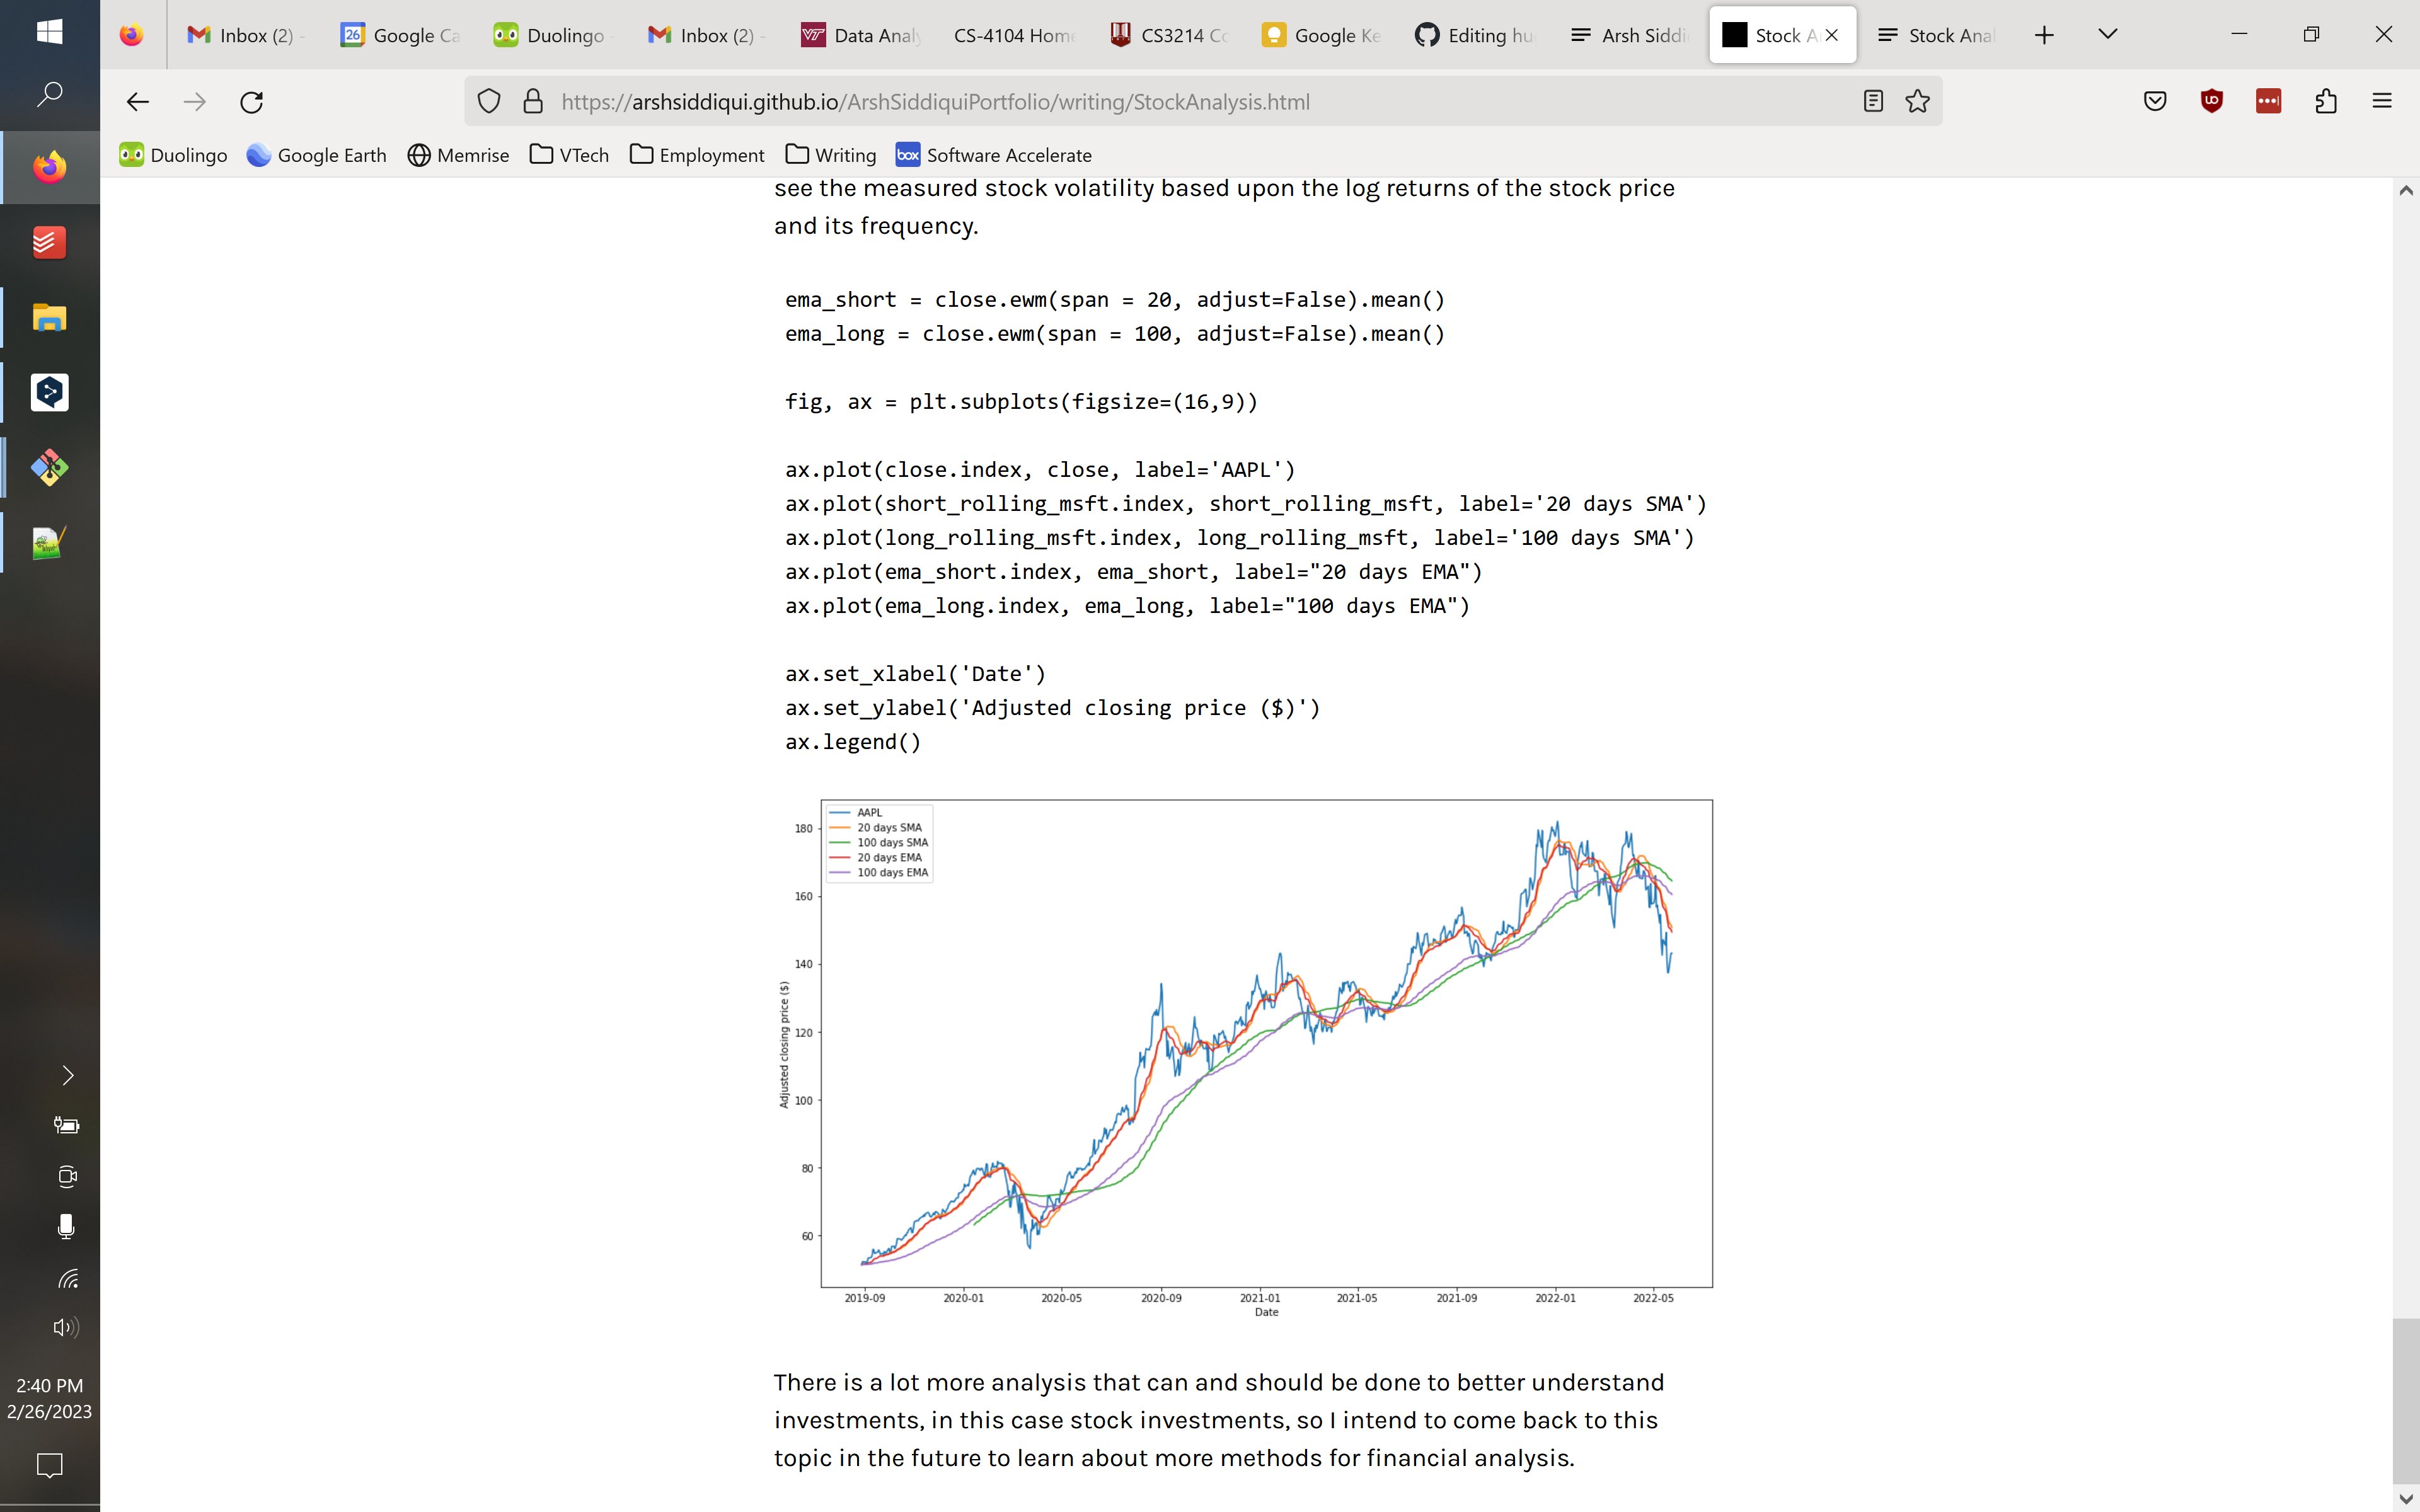 Inbox (2) -
Google Ca
Duolingo
Inbox (2) -
Data Analy
CS-4104 Home
CS3214 Co
Google Ke
Editing hu
Arsh Siddi
Stock A
Stock Anal
https://arshsiddiqui.github.io/ArshSiddiquiPortfolio/writing/StockAnalysis.html
Duolingo
Google Earth
Memrise
VTech
Employment
Writing
box Software Accelerate
see the measured stock volatility based upon the log returns of the stock price
and its frequency.
ema_short = close.ewm(span = 20, adjust=False).mean()
ema_long = close.ewm(span = 100, adjust=False).mean()
fig, ax = plt.subplots(figsize=(16,9))
ax.plot(close.index, close, label='AAPL')
ax.plot(short_rolling_msft.index, short_rolling_msft, label='20 days SMA')
ax.plot(long_rolling_msft.index, long_rolling_msft, label='100 days SMA')
ax.plot(ema_short.index, ema_short, label="20 days EMA")
ax.plot(ema_long.index, ema_long, label="100 days EMA")
ax.set_xlabel('Date')
ax.set_ylabel('Adjusted closing price ($)')
ax.legend()
AAPL
20 days SMA
100 days SMA
20 days EMA
100 days EMA
180
160
140
120
100
80
60
Adjusted closing price ($)
2019-09
2020-01
2020-05
2020-09
2021-01
2021-05
2021-09
2022-01
2022-05
Date
There is a lot more analysis that can and should be done to better understand
investments, in this case stock investments, so I intend to come back to this
topic in the future to learn about more methods for financial analysis.
2:40 PM
2/26/2023